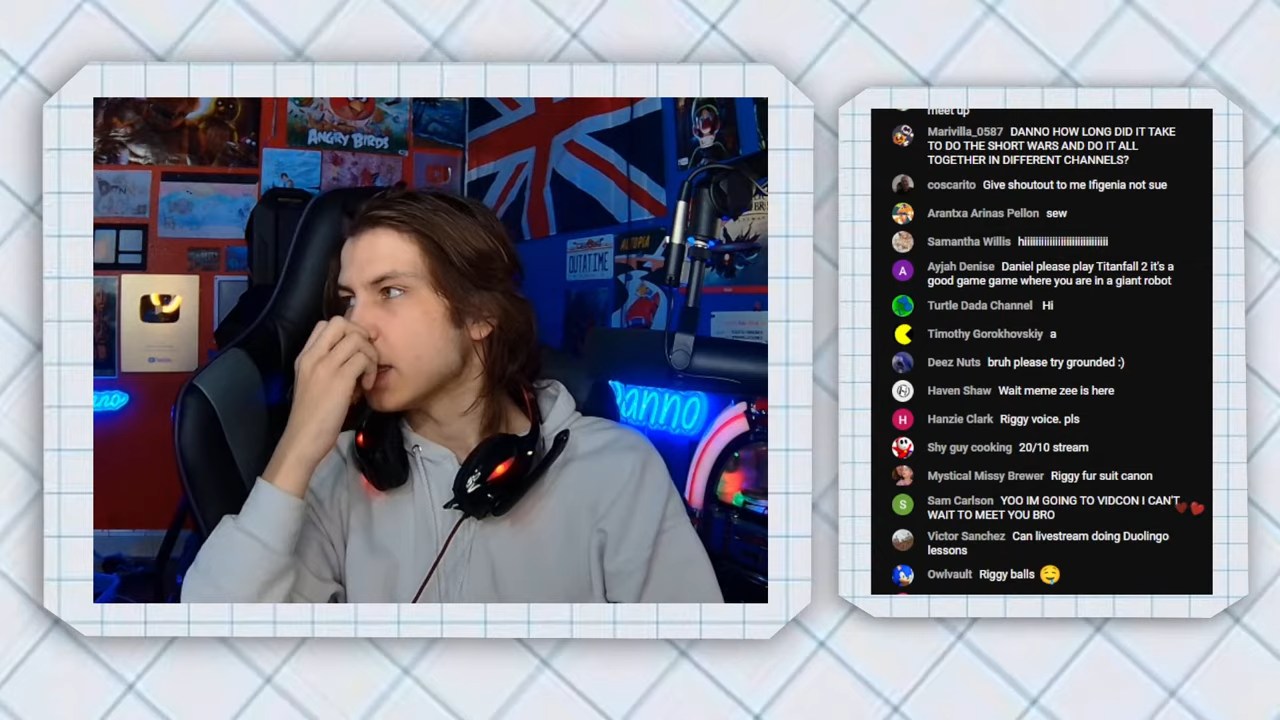 ANGRY BIRDS
OUTATIME
ALTOPIA
Danno
meet up
Marivilla_0587 DANNO HOW LONG DID IT TAKE
TO DO THE SHORT WARS AND DO IT ALL
TOGETHER IN DIFFERENT CHANNELS?
coscarito Give shoutout to me Ifigenia not sue
Arantxa Arinas Pellon sew
Samantha Willis hiiiiiiiiiiiiiiiiiiiiiiiiiiiiii
A Ayjah Denise Daniel please play Titanfall 2 it's a
good game game where you are in a giant robot
Turtle Dada Channel Hi
Timothy Gorokhovskiy a
Deez Nuts bruh please try grounded :)
Haven Shaw Wait meme zee is here
H Hanzie Clark Riggy voice. pls
Shy guy cooking 20/10 stream
Mystical Missy Brewer Riggy fur suit canon
S Sam Carlson YOO IM GOING TO VIDCON I CAN'T
WAIT TO MEET YOU BRO
Victor Sanchez Can livestream doing Duolingo
lessons
Owlvault Riggy balls 🤤